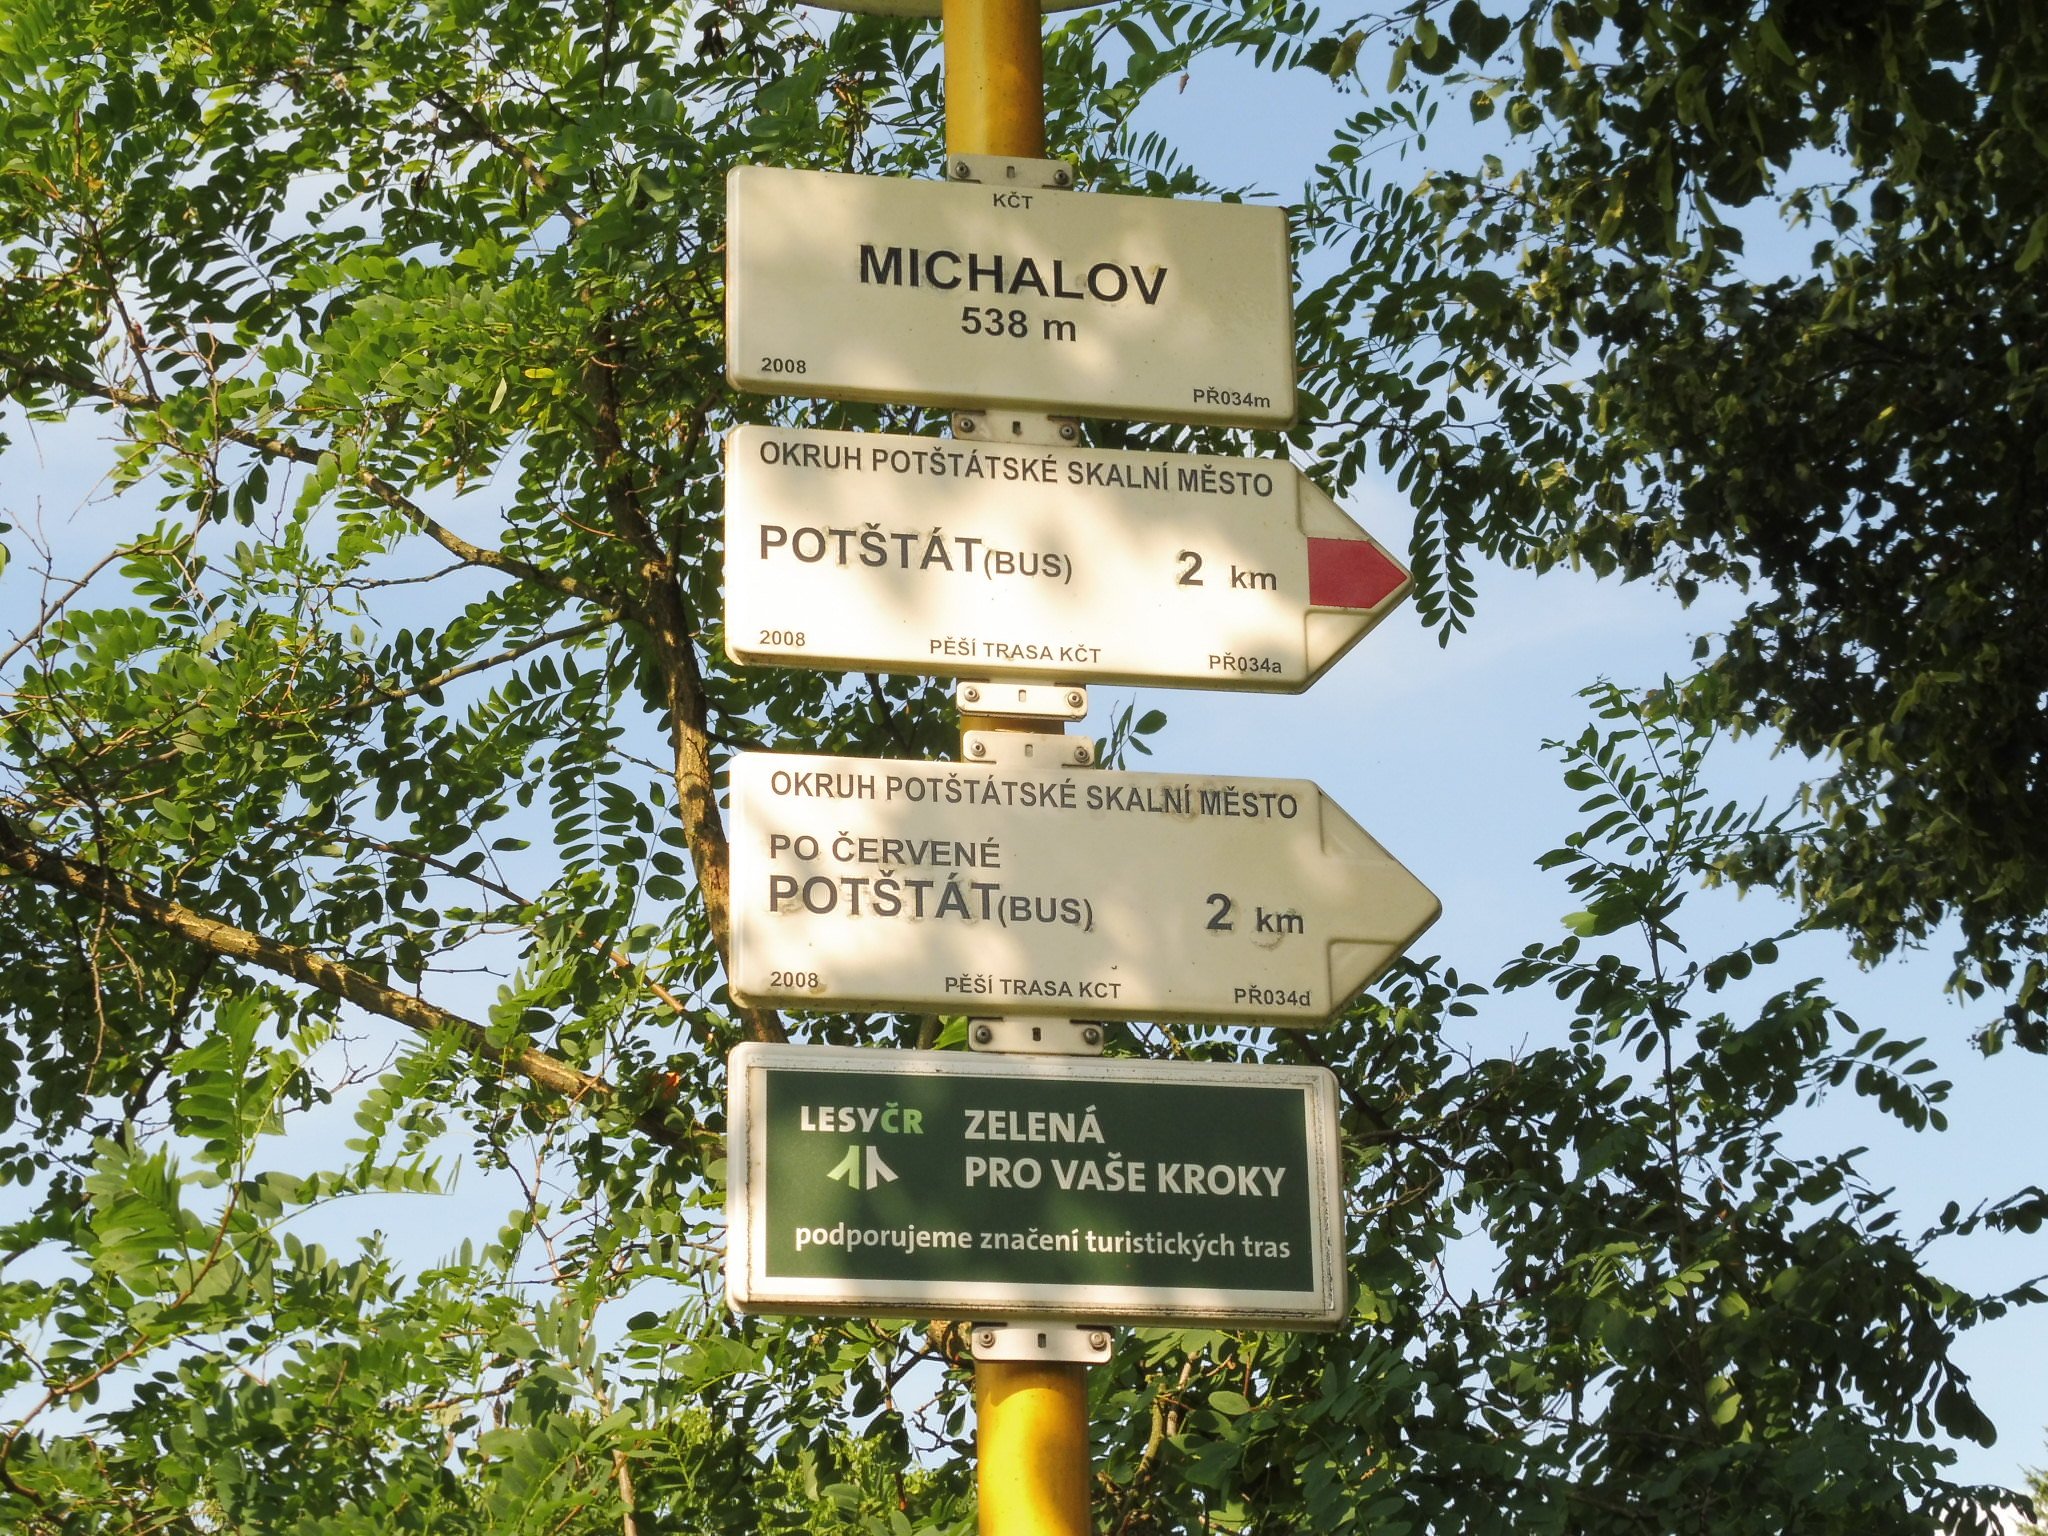 KČT
MICHALOV
538 m
2008 PŘ034m
OKRUH POTŠTÁTSKÉ SKALNÍ MĚSTO
POTŠTÁT(BUS) 2 km
2008 PĚŠÍ TRASA KČT PŘ034a
OKRUH POTŠTÁTSKÉ SKALNÍ MĚSTO
PO ČERVENÉ
POTŠTÁT(BUS) 2 km
2008 PĚŠÍ TRASA KČT PŘ034d
LESYČR ZELENÁ
PRO VAŠE KROKY
podporujeme značení turistických tras